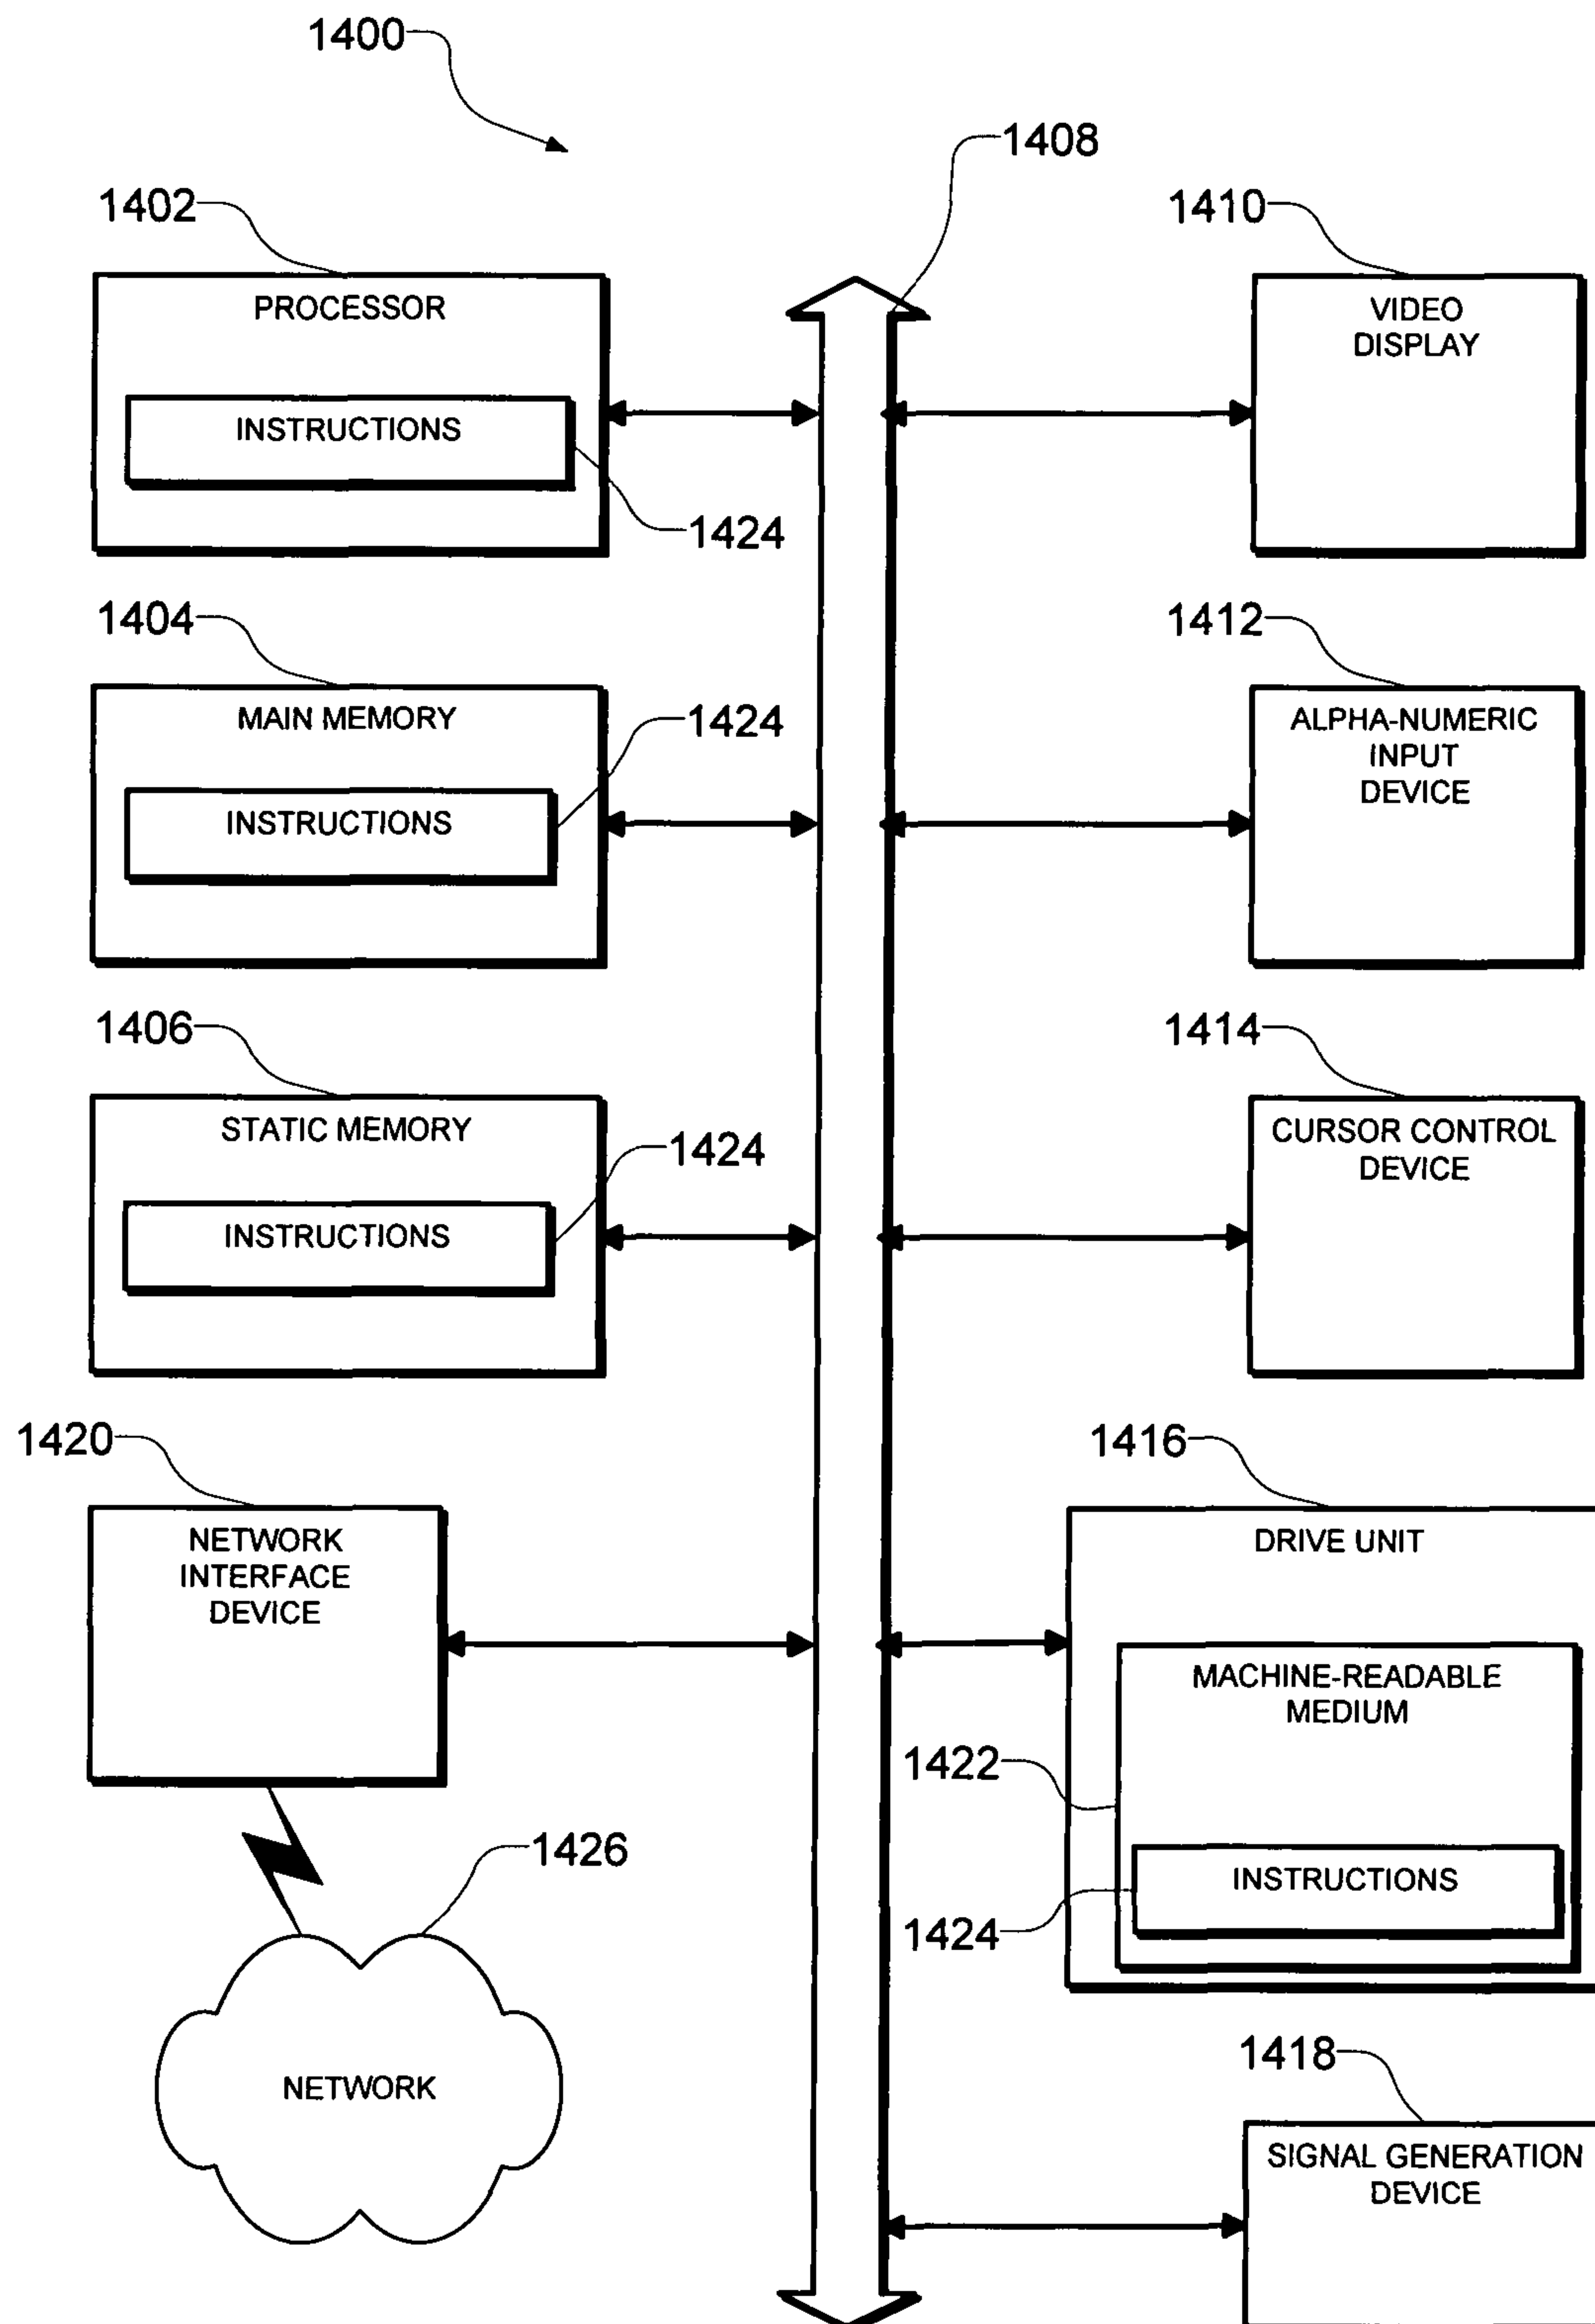 1400
1408
1402
PROCESSOR
INSTRUCTIONS
1424
1410
VIDEO
DISPLAY
1404
MAIN MEMORY
1424
INSTRUCTIONS
1412
ALPHA-NUMERIC
INPUT
DEVICE
1406
STATIC MEMORY
1424
INSTRUCTIONS
1414
CURSOR CONTROL
DEVICE
1420
NETWORK
INTERFACE
DEVICE
1416
DRIVE UNIT
MACHINE-READABLE
MEDIUM
1422
INSTRUCTIONS
1424
1426
NETWORK
1418
SIGNAL GENERATION
DEVICE